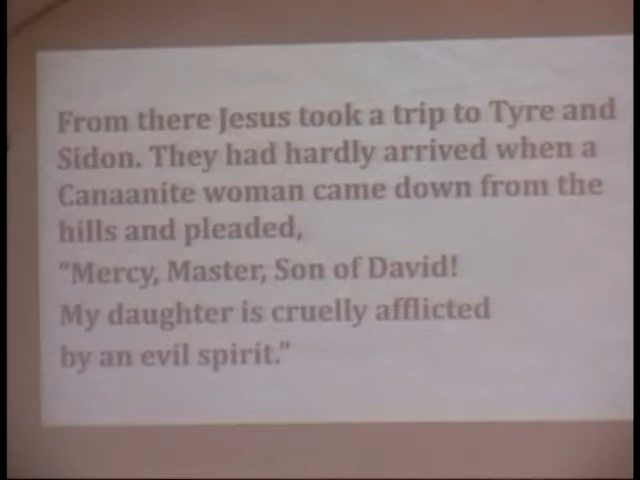 From there Jesus took a trip to Tyre and
Sidon. They had hardly arrived when a
Canaanite woman came down from the
hills and pleaded,
"Mercy, Master, Son of David!
My daughter is cruelly afflicted
by an evil spirit."